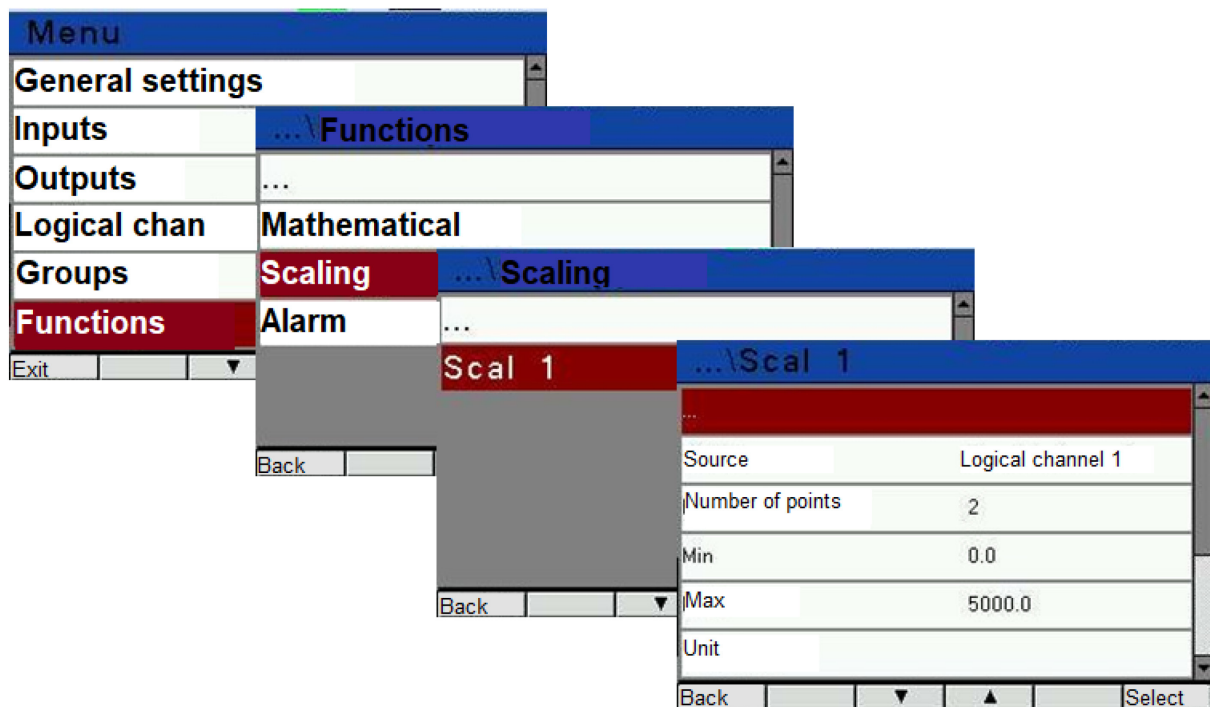 Menu
General settings
Inputs
Outputs
Logical chan
Groups
Functions
Exit
...\Functions
...
Mathematical
Scaling
Alarm
Back
...\Scaling
...
Scal 1
Back
...\Scal 1
...
Source Logical channel 1
Number of points 2
Min 0.0
Max 5000.0
Unit
Back Select